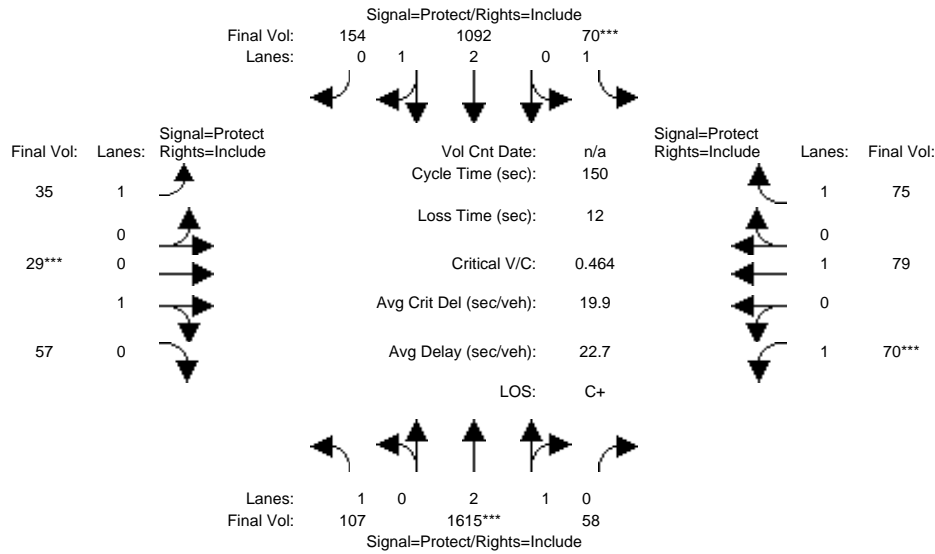 Signal=Protect/Rights=Include
Final Vol: 154 1092 70***
Lanes: 0 1 2 0 1
Signal=Protect Signal=Protect
Final Vol: Lanes: Rights=Include Vol Cnt Date: n/a Rights=Include Lanes: Final Vol:
Cycle Time (sec): 150
35 1 1 75
Loss Time (sec): 12
0 0
29*** 0 Critical V/C: 0.464 1 79
1 Avg Crit Del (sec/veh): 19.9 0
57 0 Avg Delay (sec/veh): 22.7 1 70***
LOS: C+
Lanes: 1 0 2 1 0
Final Vol: 107 1615*** 58
Signal=Protect/Rights=Include